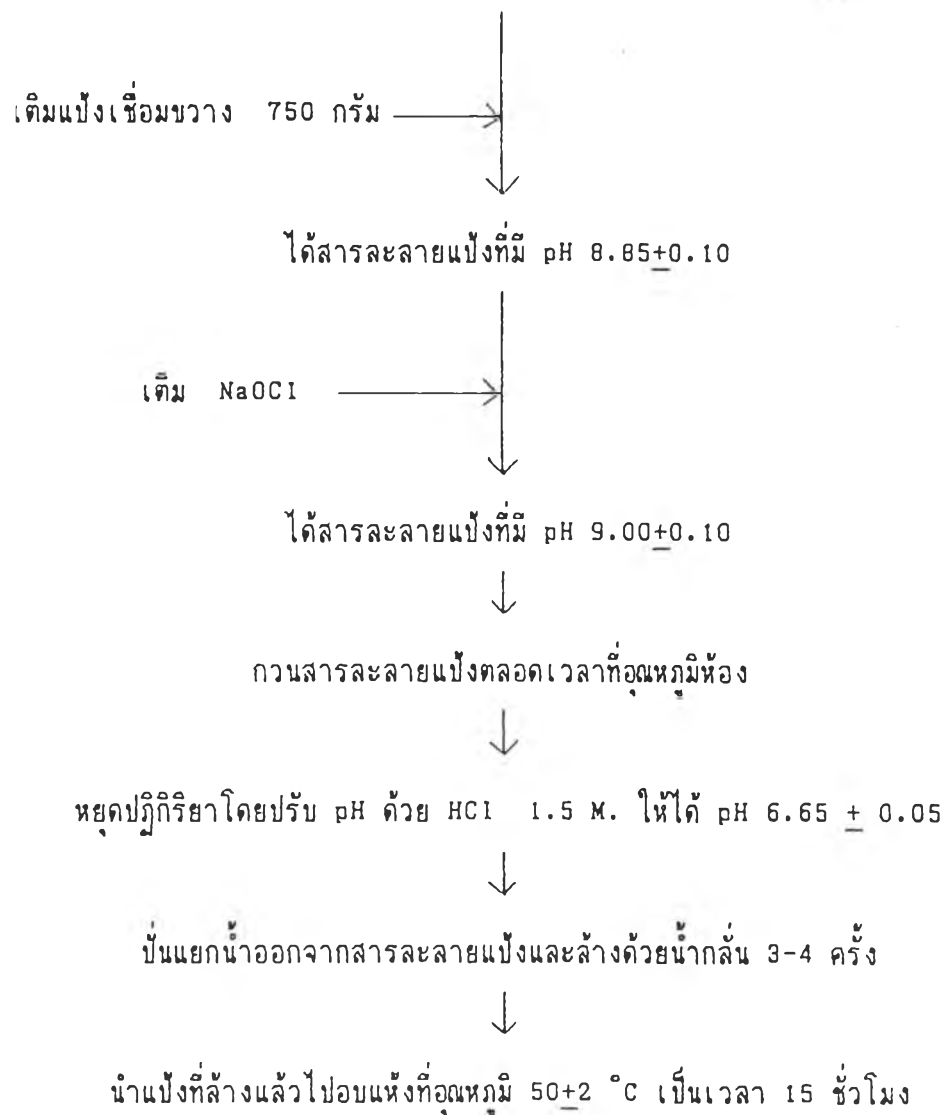 เติมแป้งเชื่อมขวาง 750 กรัม
ได้สารละลายแป้งที่มี pH 8.85±0.10
เติม NaOCl
ได้สารละลายแป้งที่มี pH 9.00±0.10
กวนสารละลายแป้งตลอดเวลาที่อุณหภูมิห้อง
หยุดปฏิกิริยาโดยปรับ pH ด้วย HCl 1.5 M. ให้ได้ pH 6.65 ± 0.05
ปั่นแยกน้ำออกจากสารละลายแป้งและล้างด้วยน้ำกลั่น 3-4 ครั้ง
นำแป้งที่ล้างแล้วไปอบแห้งที่อุณหภูมิ 50±2 °C เป็นเวลา 15 ชั่วโมง